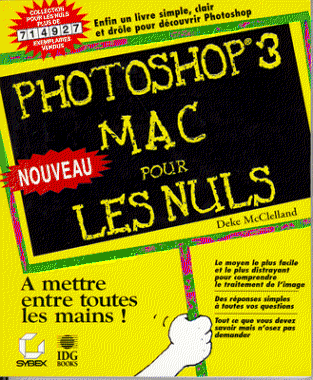 COLLECTION
POUR LES NULS
PLUS DE
714927
EXEMPLAIRES
VENDUS
Enfin un livre simple, clair
et drôle pour découvrir Photoshop
PHOTOSHOP® 3
MAC
NOUVEAU
POUR
LES NULS
Deke McClelland
Le moyen le plus facile
et le plus distrayant
pour comprendre
le traitement de l'image
Des réponses simples à
toutes vos questions
Tout ce que vous devez
savoir mais n'osez pas
demander
A mettre
entre toutes
les mains !
SYBEX
IDG
BOOKS